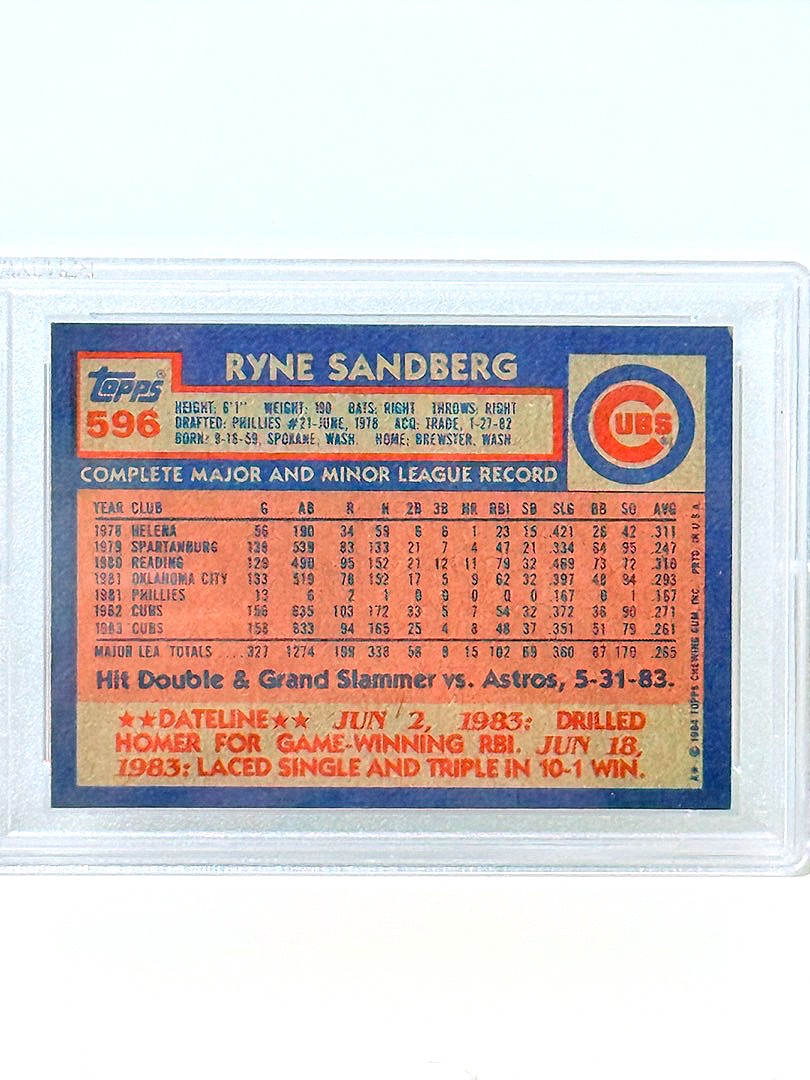 RYNE SANDBERG
Topps®
596
HEIGHT: 6'1" WEIGHT: 190 BATS: RIGHT THROWS: RIGHT
DRAFTED: PHILLIES #21-JUNE, 1978 ACQ: TRADE, 1-27-82
BORN: 9-18-59, SPOKANE, WASH. HOME: BREWSTER, WASH.
CUBS
COMPLETE MAJOR AND MINOR LEAGUE RECORD
YEAR CLUB G AB R H 2B 3B HR RBI SB SLG BB SO AVG
1978 HELENA 56 190 34 59 6 6 1 23 15 .421 26 42 .311
1979 SPARTANBURG 138 539 83 133 21 7 4 47 21 .334 64 95 .247
1980 READING 129 490 95 152 21 12 11 79 32 .469 73 72 .310
1981 OKLAHOMA CITY 133 519 78 152 17 5 9 62 32 .397 48 94 .293
1981 PHILLIES 13 6 2 1 0 0 0 0 0 .167 0 1 .167
1982 CUBS 156 635 103 172 33 5 7 54 32 .372 36 90 .271
1983 CUBS 158 633 94 165 25 4 8 48 37 .351 51 79 .261
MAJOR LEA TOTALS ....327 1274 199 338 58 9 15 102 69 .360 87 170 .265
Hit Double & Grand Slammer vs. Astros, 5-31-83.
★★DATELINE★★ JUN 2, 1983: DRILLED
HOMER FOR GAME-WINNING RBI. JUN 18,
1983: LACED SINGLE AND TRIPLE IN 10-1 WIN.
A* © 1984 TOPPS CHEWING GUM, INC. PRTD. IN U.S.A.